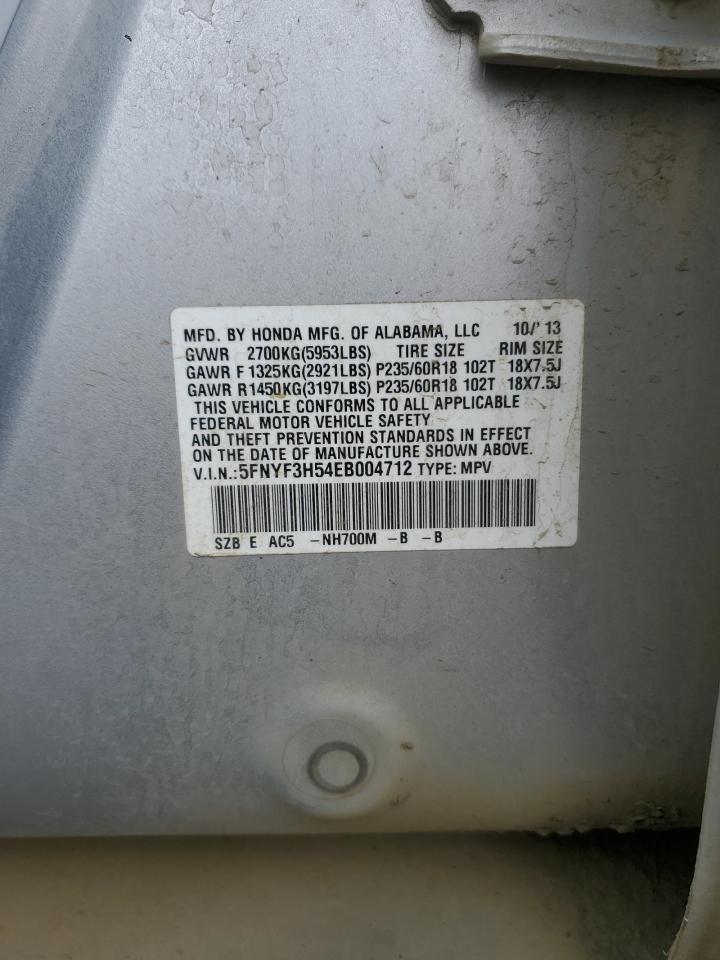 MFD. BY HONDA MFG. OF ALABAMA, LLC 10/'13
GVWR 2700KG(5953LBS) TIRE SIZE RIM SIZE
GAWR F 1325KG(2921LBS) P235/60R18 102T 18X7.5J
GAWR R1450KG(3197LBS) P235/60R18 102T 18X7.5J
THIS VEHICLE CONFORMS TO ALL APPLICABLE
FEDERAL MOTOR VEHICLE SAFETY
AND THEFT PREVENTION STANDARDS IN EFFECT
ON THE DATE OF MANUFACTURE SHOWN ABOVE.
V.I.N.: 5FNYF3H54EB004712 TYPE: MPV
SZB E AC5 -NH700M -B -B